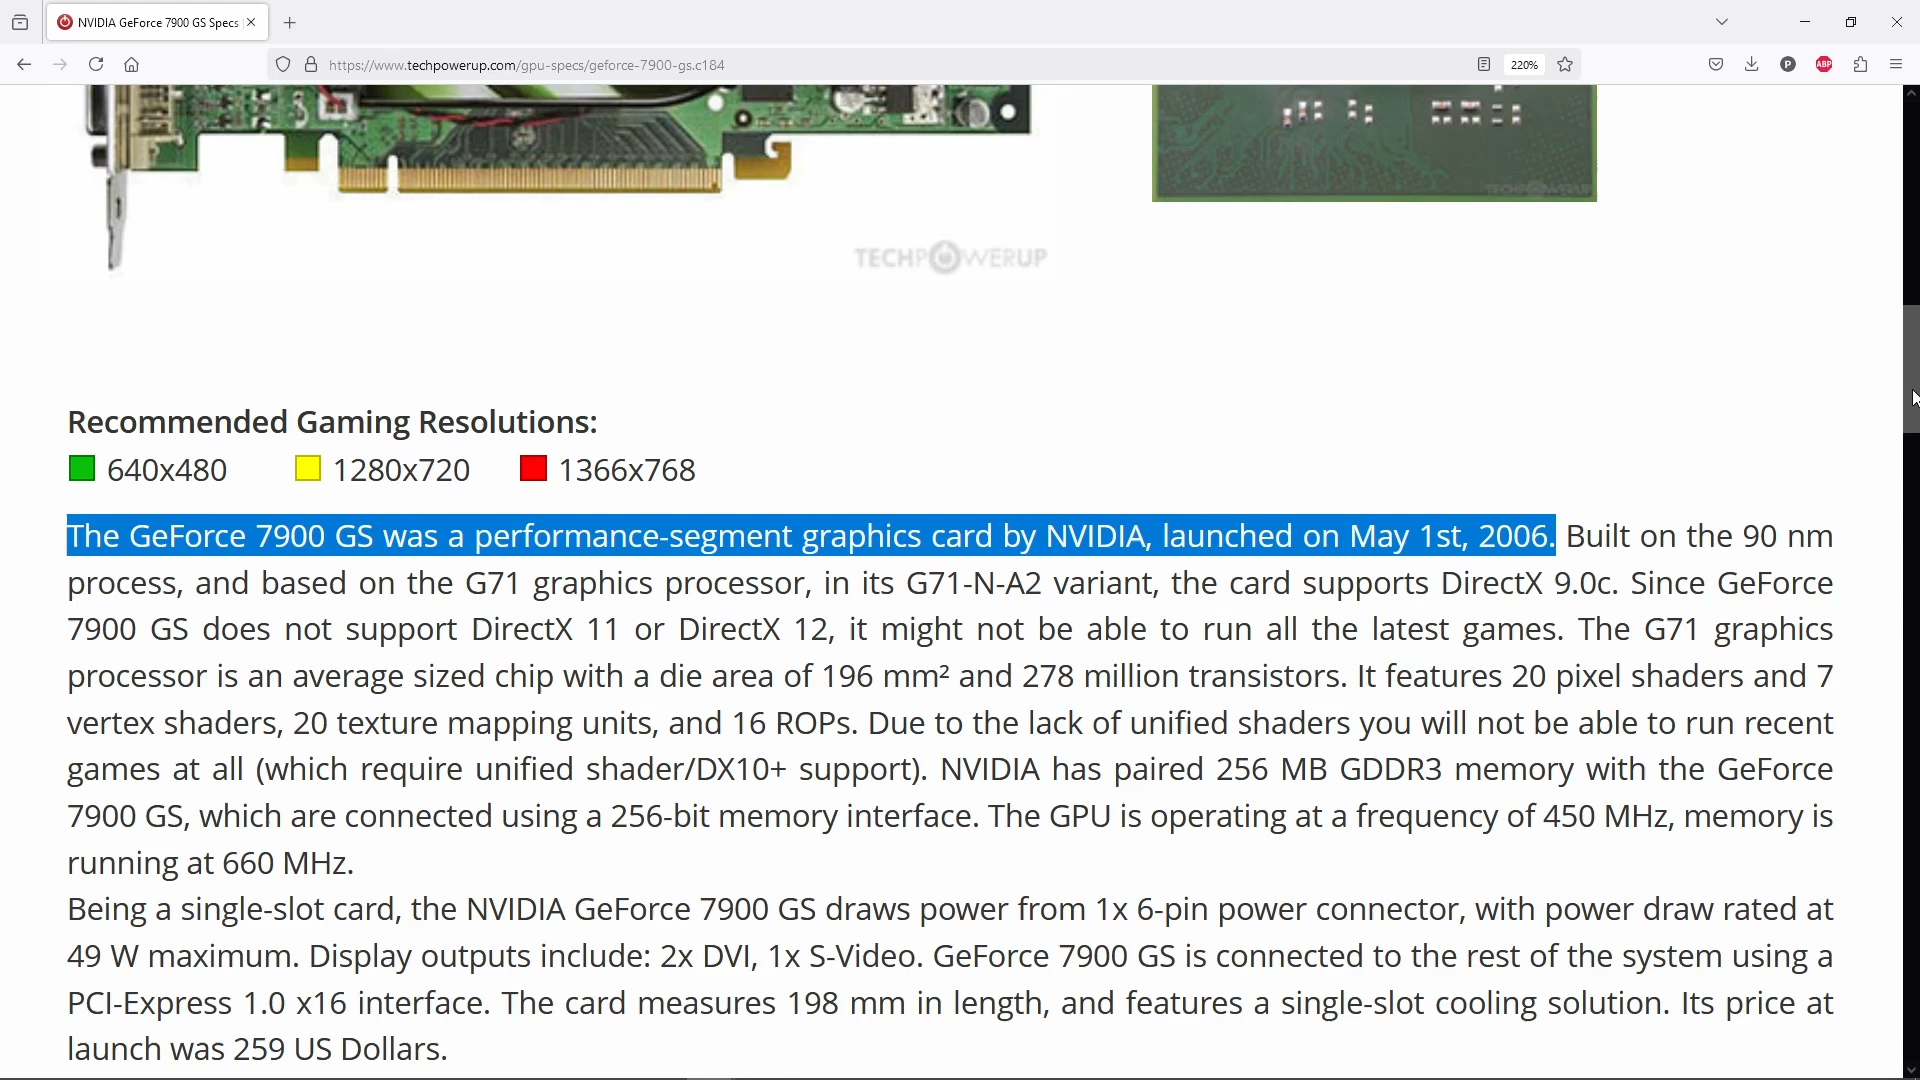 NVIDIA GeForce 7900 GS Specs
https://www.techpowerup.com/gpu-specs/geforce-7900-gs.c184
220%
P
ABP
TECHPOWERUP
TECHPOWERUP
Recommended Gaming Resolutions:
640x480 1280x720 1366x768
The GeForce 7900 GS was a performance-segment graphics card by NVIDIA, launched on May 1st, 2006. Built on the 90 nm
process, and based on the G71 graphics processor, in its G71-N-A2 variant, the card supports DirectX 9.0c. Since GeForce
7900 GS does not support DirectX 11 or DirectX 12, it might not be able to run all the latest games. The G71 graphics
processor is an average sized chip with a die area of 196 mm² and 278 million transistors. It features 20 pixel shaders and 7
vertex shaders, 20 texture mapping units, and 16 ROPs. Due to the lack of unified shaders you will not be able to run recent
games at all (which require unified shader/DX10+ support). NVIDIA has paired 256 MB GDDR3 memory with the GeForce
7900 GS, which are connected using a 256-bit memory interface. The GPU is operating at a frequency of 450 MHz, memory is
running at 660 MHz.
Being a single-slot card, the NVIDIA GeForce 7900 GS draws power from 1x 6-pin power connector, with power draw rated at
49 W maximum. Display outputs include: 2x DVI, 1x S-Video. GeForce 7900 GS is connected to the rest of the system using a
PCI-Express 1.0 x16 interface. The card measures 198 mm in length, and features a single-slot cooling solution. Its price at
launch was 259 US Dollars.